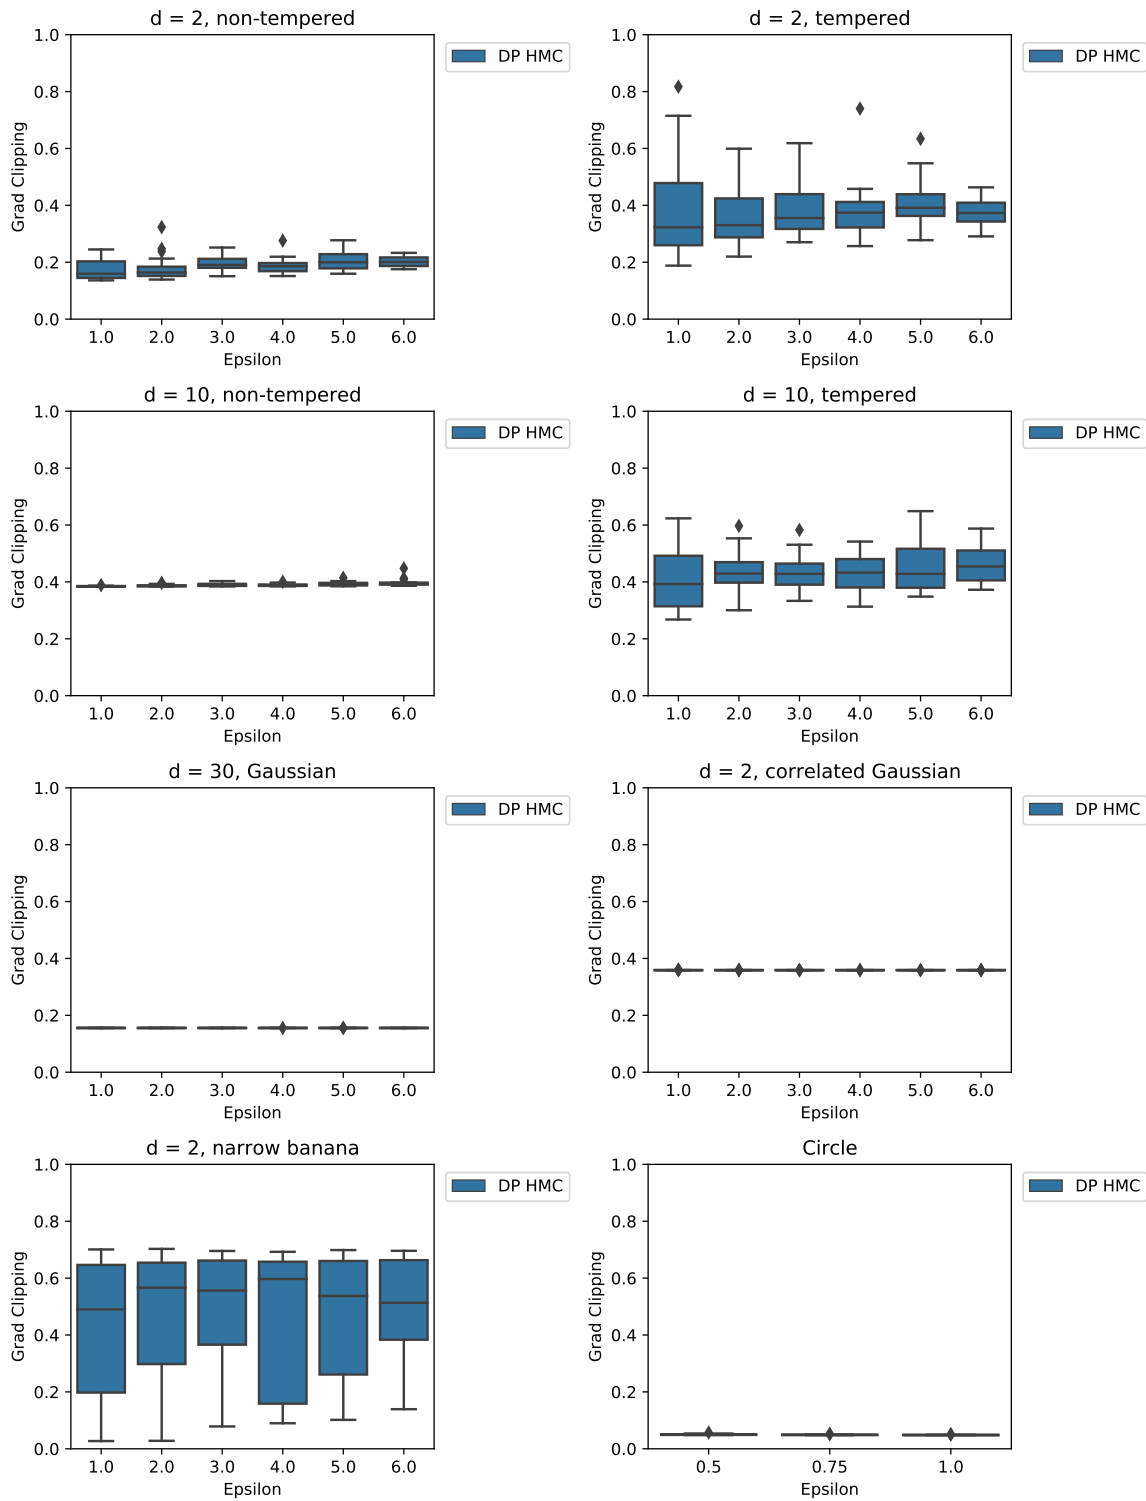 d = 2, non-tempered
Grad Clipping
1.0
0.8
0.6
0.4
0.2
0.0
1.0 2.0 3.0 4.0 5.0 6.0
Epsilon
DP HMC
d = 2, tempered
Grad Clipping
1.0
0.8
0.6
0.4
0.2
0.0
1.0 2.0 3.0 4.0 5.0 6.0
Epsilon
DP HMC
d = 10, non-tempered
Grad Clipping
1.0
0.8
0.6
0.4
0.2
0.0
1.0 2.0 3.0 4.0 5.0 6.0
Epsilon
DP HMC
d = 10, tempered
Grad Clipping
1.0
0.8
0.6
0.4
0.2
0.0
1.0 2.0 3.0 4.0 5.0 6.0
Epsilon
DP HMC
d = 30, Gaussian
Grad Clipping
1.0
0.8
0.6
0.4
0.2
0.0
1.0 2.0 3.0 4.0 5.0 6.0
Epsilon
DP HMC
d = 2, correlated Gaussian
Grad Clipping
1.0
0.8
0.6
0.4
0.2
0.0
1.0 2.0 3.0 4.0 5.0 6.0
Epsilon
DP HMC
d = 2, narrow banana
Grad Clipping
1.0
0.8
0.6
0.4
0.2
0.0
1.0 2.0 3.0 4.0 5.0 6.0
Epsilon
DP HMC
Circle
Grad Clipping
1.0
0.8
0.6
0.4
0.2
0.0
0.5 0.75 1.0
Epsilon
DP HMC